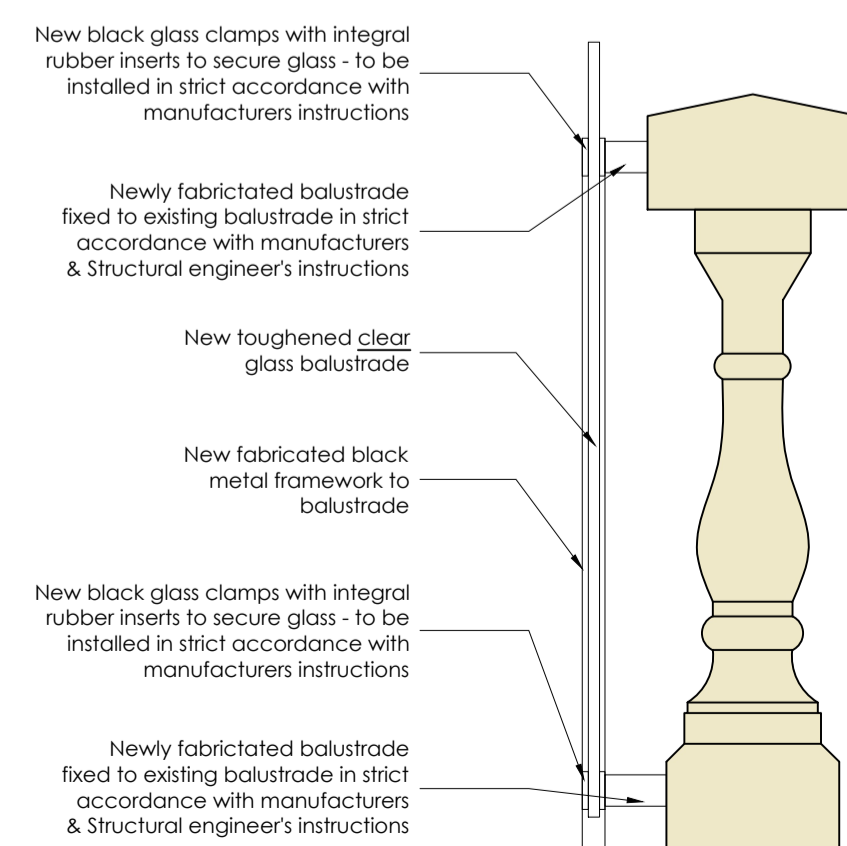 New black glass clamps with integral
rubber inserts to secure glass - to be
installed in strict accordance with
manufacturers instructions
Newly fabrictated balustrade
fixed to existing balustrade in strict
accordance with manufacturers
& Structural engineer's instructions
New toughened clear
glass balustrade
New fabricated black
metal framework to
balustrade
New black glass clamps with integral
rubber inserts to secure glass - to be
installed in strict accordance with
manufacturers instructions
Newly fabrictated balustrade
fixed to existing balustrade in strict
accordance with manufacturers
& Structural engineer's instructions